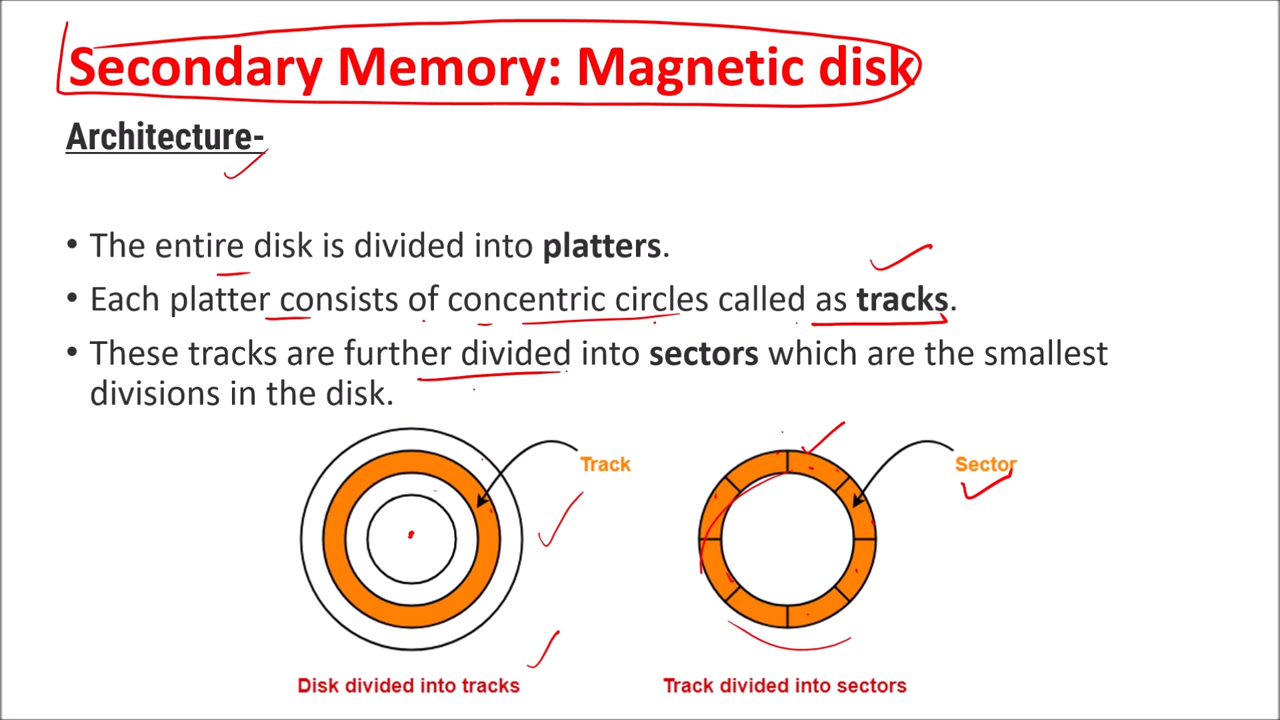 Secondary Memory: Magnetic disk
Architecture-
• The entire disk is divided into platters.
• Each platter consists of concentric circles called as tracks.
• These tracks are further divided into sectors which are the smallest
divisions in the disk.
Track
Sector
Disk divided into tracks
Track divided into sectors